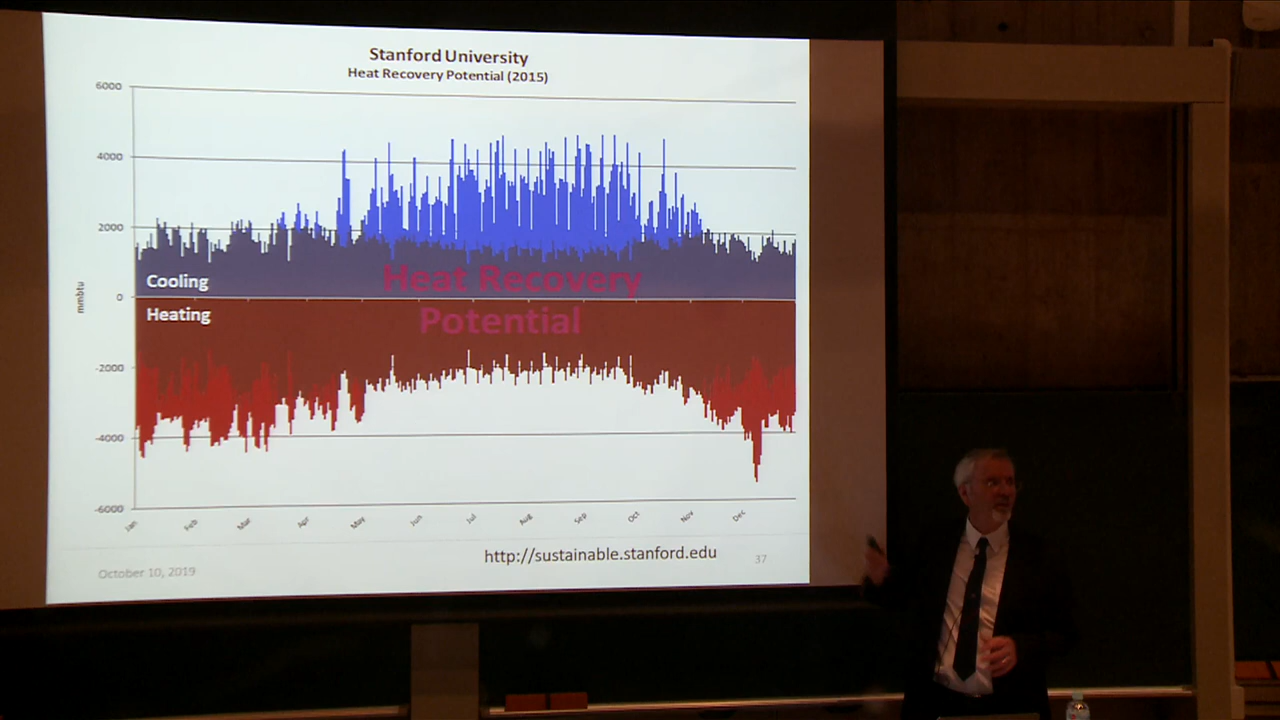 Stanford University
Heat Recovery Potential (2015)
6000
4000
2000
0
-2000
-4000
-6000
mmbtu
Cooling
Heating
Heat Recovery
Potential
Jan
Feb
Mar
Apr
May
Jun
Jul
Aug
Sep
Oct
Nov
Dec
http://sustainable.stanford.edu
37
October 10, 2019